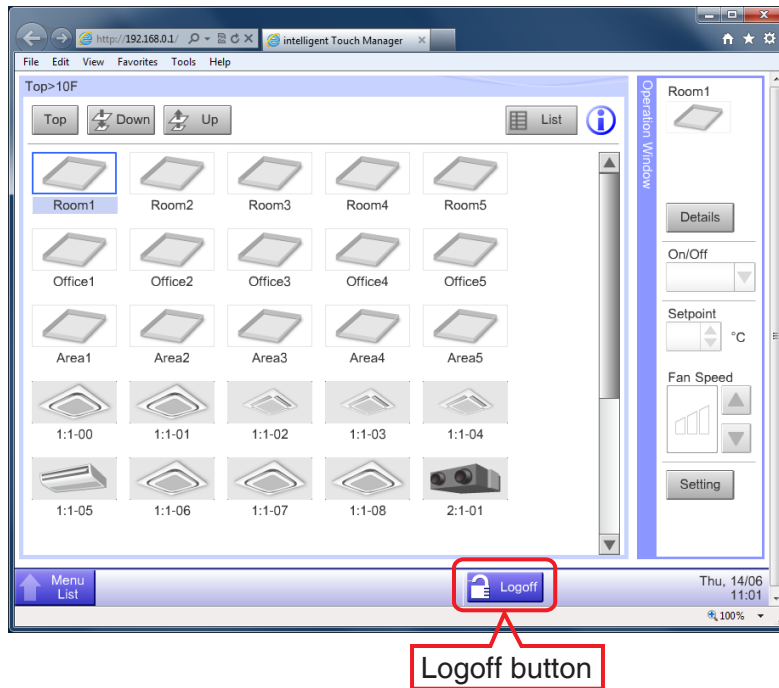 http://192.168.0.1/
intelligent Touch Manager
File Edit View Favorites Tools Help
Top>10F
Top Down Up List
Operation Window
Room1
Room1 Room2 Room3 Room4 Room5
Details
On/Off
Office1 Office2 Office3 Office4 Office5
Setpoint
°C
Area1 Area2 Area3 Area4 Area5
Fan Speed
1:1-00 1:1-01 1:1-02 1:1-03 1:1-04
Setting
1:1-05 1:1-06 1:1-07 1:1-08 2:1-01
Menu
List
Logoff
Thu, 14/06
11:01
100%
Logoff button